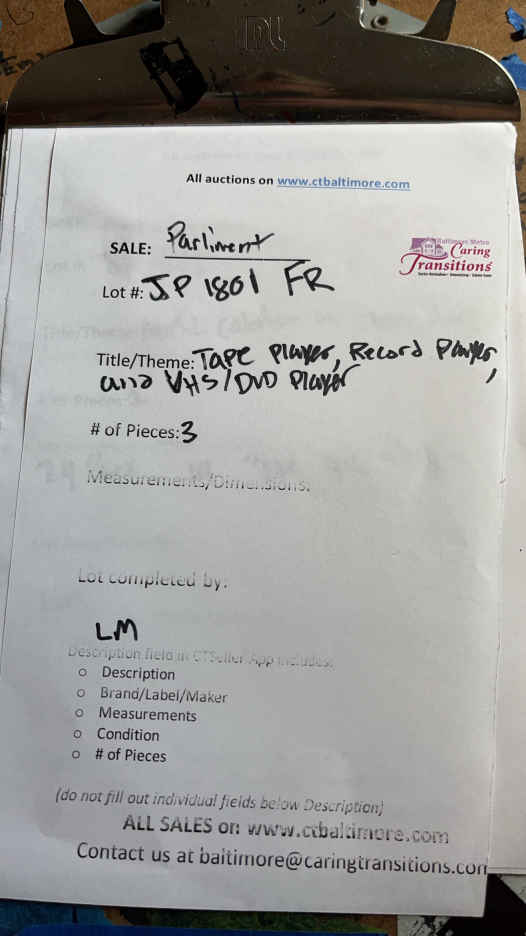 All auctions on www.ctbaltimore.com
SALE: Parliment
Baltimore Metro
Caring
Transitions
Lot #: JP 1801 FR
Title/Theme: Tape Player, Record Player,
and VHS/DVD Player
# of Pieces: 3
Measurements/Dimensions:
Lot completed by:
LM
Description field in CTSeller App includes:
○ Description
○ Brand/Label/Maker
○ Measurements
○ Condition
○ # of Pieces
(do not fill out individual fields below Description)
ALL SALES on www.ctbaltimore.com
Contact us at baltimore@caringtransitions.com